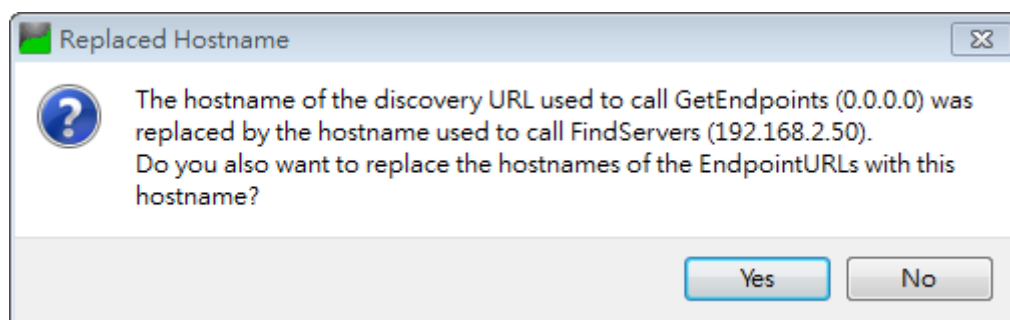 Replaced Hostname
The hostname of the discovery URL used to call GetEndpoints (0.0.0.0) was
replaced by the hostname used to call FindServers (192.168.2.50).
Do you also want to replace the hostnames of the EndpointURLs with this
hostname?
Yes
No